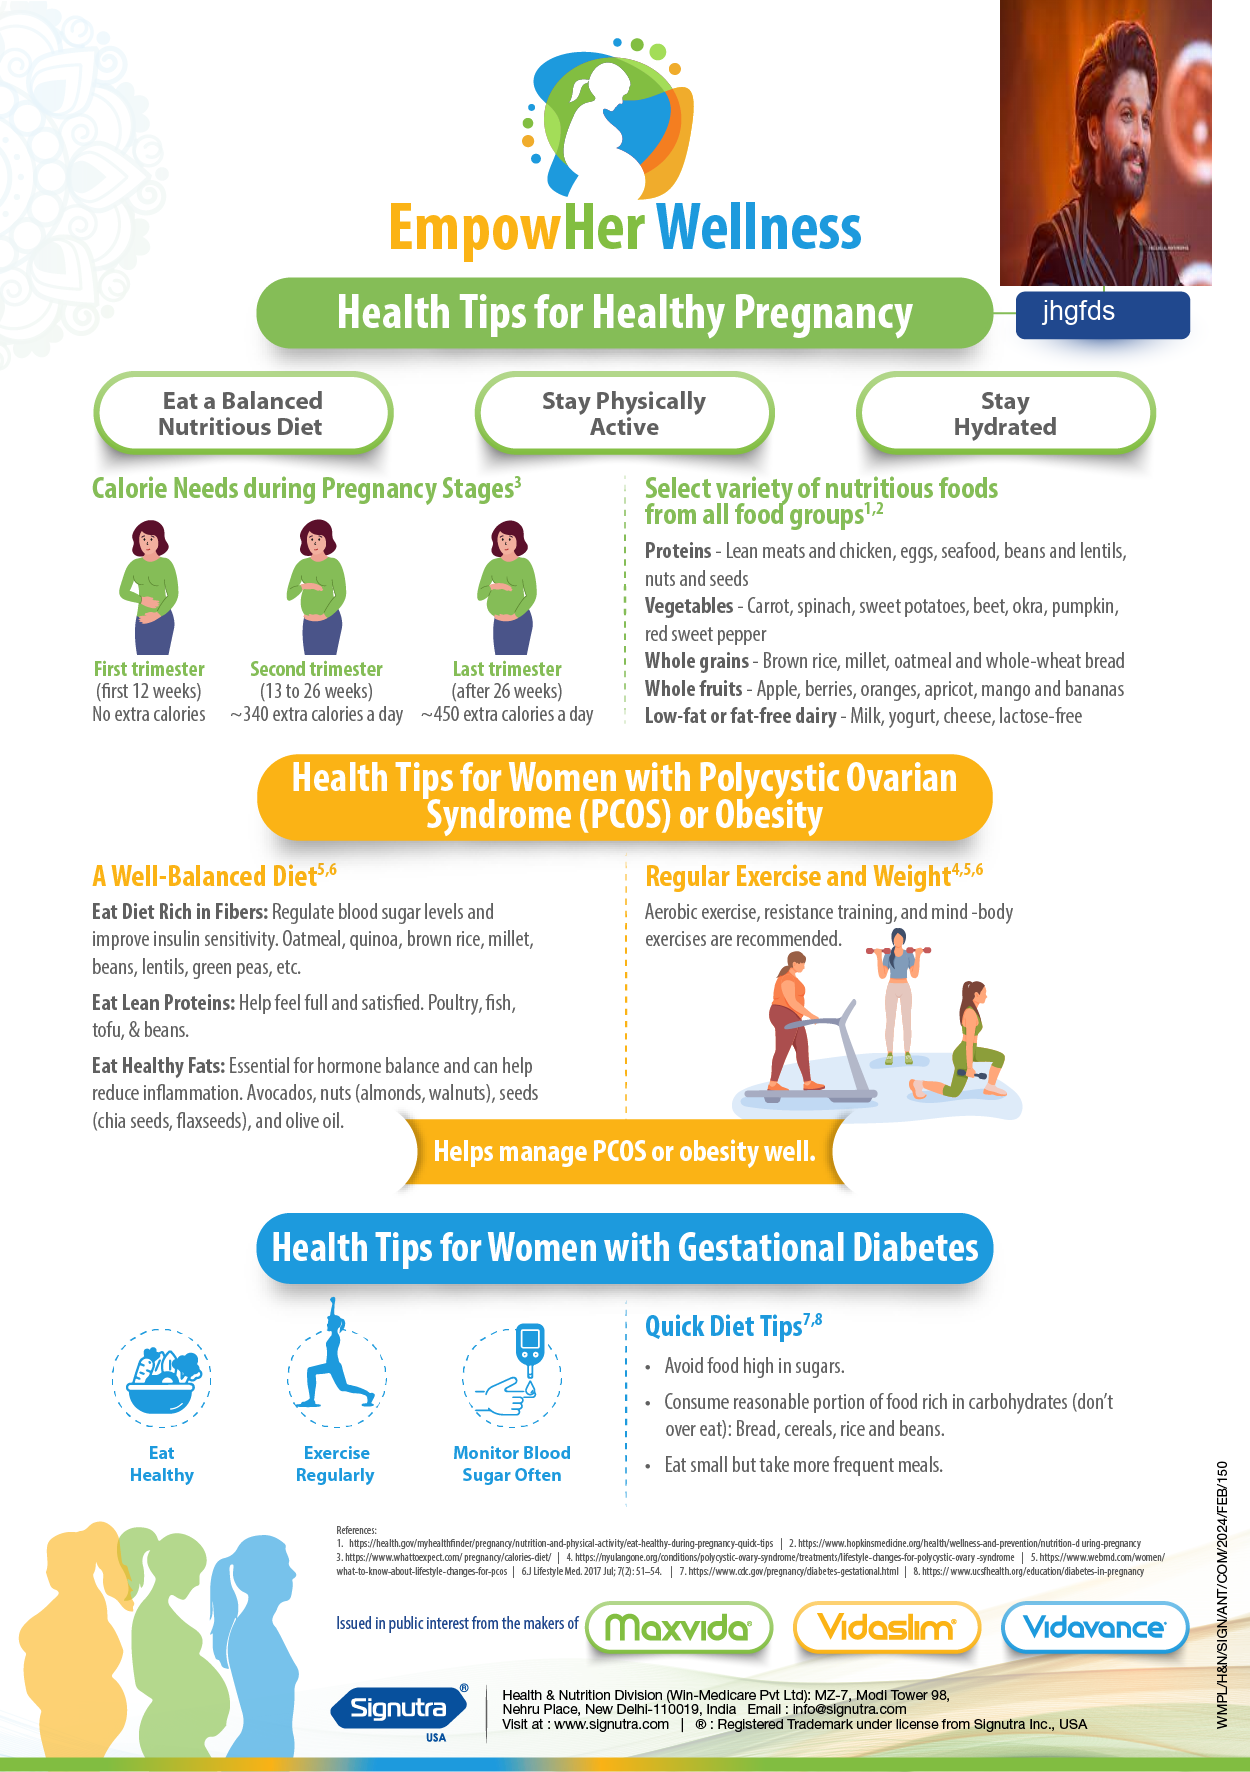 EmpowHer Wellness
Health Tips for Healthy Pregnancy
jhgfds
Eat a Balanced
Nutritious Diet
Stay Physically
Active
Stay
Hydrated
Calorie Needs during Pregnancy Stages3
First trimester
(first 12 weeks)
No extra calories
Second trimester
(13 to 26 weeks)
~340 extra calories a day
Last trimester
(after 26 weeks)
~450 extra calories a day
Select variety of nutritious foods
from all food groups1,2
Proteins - Lean meats and chicken, eggs, seafood, beans and lentils,
nuts and seeds
Vegetables - Carrot, spinach, sweet potatoes, beet, okra, pumpkin,
red sweet pepper
Whole grains - Brown rice, millet, oatmeal and whole-wheat bread
Whole fruits - Apple, berries, oranges, apricot, mango and bananas
Low-fat or fat-free dairy - Milk, yogurt, cheese, lactose-free
Health Tips for Women with Polycystic Ovarian
Syndrome (PCOS) or Obesity
A Well-Balanced Diet5,6
Eat Diet Rich in Fibers: Regulate blood sugar levels and
improve insulin sensitivity. Oatmeal, quinoa, brown rice, millet,
beans, lentils, green peas, etc.
Eat Lean Proteins: Help feel full and satisfied. Poultry, fish,
tofu, & beans.
Eat Healthy Fats: Essential for hormone balance and can help
reduce inflammation. Avocados, nuts (almonds, walnuts), seeds
(chia seeds, flaxseeds), and olive oil.
Regular Exercise and Weight4,5,6
Aerobic exercise, resistance training, and mind -body
exercises are recommended.
Helps manage PCOS or obesity well.
Health Tips for Women with Gestational Diabetes
Eat
Healthy
Exercise
Regularly
Monitor Blood
Sugar Often
Quick Diet Tips7,8
• Avoid food high in sugars.
• Consume reasonable portion of food rich in carbohydrates (don't
over eat): Bread, cereals, rice and beans.
• Eat small but take more frequent meals.
References:
1. https://health.gov/myhealthfinder/pregnancy/nutrition-and-physical-activity/eat-healthy-during-pregnancy-quick-tips | 2. https://www.hopkinsmedicine.org/health/wellness-and-prevention/nutrition-d uring-pregnancy
3. https://www.whattoexpect.com/ pregnancy/calories-diet/ | 4. https://nyulangone.org/conditions/polycystic-ovary-syndrome/treatments/lifestyle-changes-for-polycystic-ovary -syndrome | 5. https://www.webmd.com/women/
what-to-know-about-lifestyle-changes-for-pcos | 6.J Lifestyle Med. 2017 Jul; 7(2): 51–54. | 7. https://www.cdc.gov/pregnancy/diabetes-gestational.html | 8. https:// www.ucsfhealth.org/education/diabetes-in-pregnancy
Issued in public interest from the makers of
Maxvida®
Vidaslim®
Vidavance®
Signutra®
USA
Health & Nutrition Division (Win-Medicare Pvt Ltd): MZ-7, Modi Tower 98,
Nehru Place, New Delhi-110019, India Email : info@signutra.com
Visit at : www.signutra.com | ® : Registered Trademark under license from Signutra Inc., USA
WMPL/H&N/SIGN/ANT/COM/2024/FEB/150